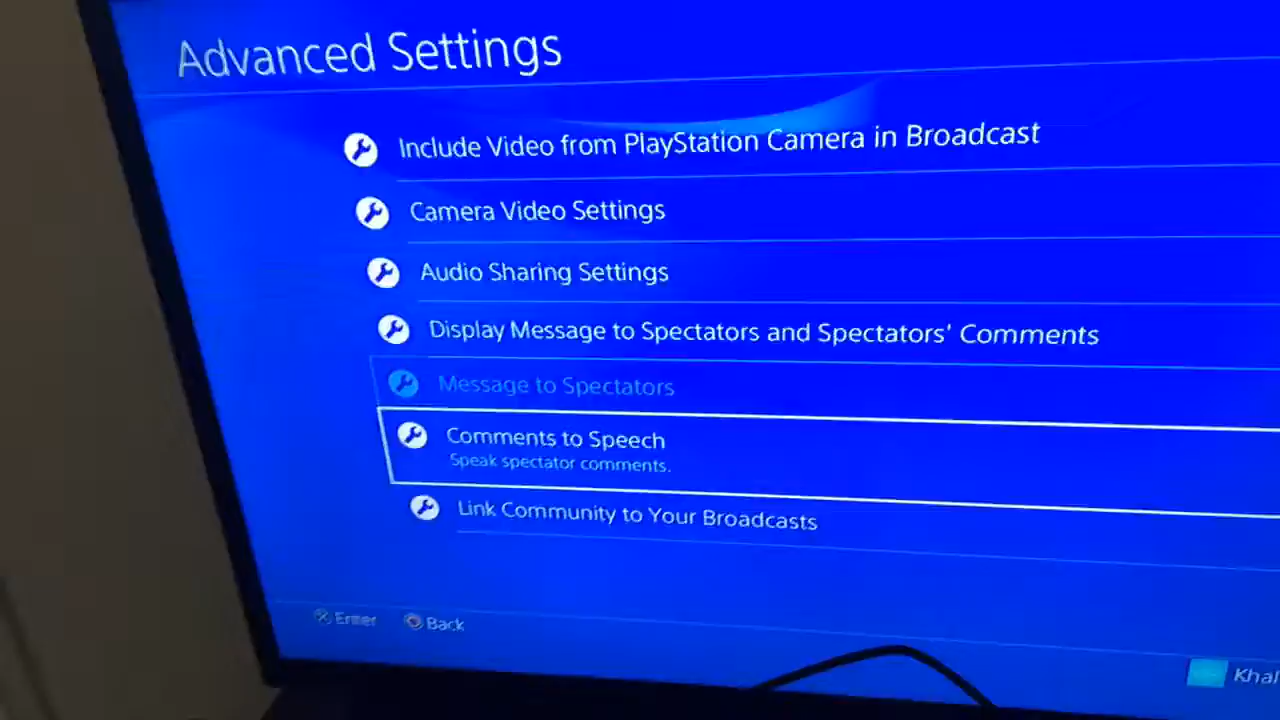 Advanced Settings
Include Video from PlayStation Camera in Broadcast
Camera Video Settings
Audio Sharing Settings
Display Message to Spectators and Spectators' Comments
Message to Spectators
Comments to Speech
Speak spectator comments.
Link Community to Your Broadcasts
Enter Back